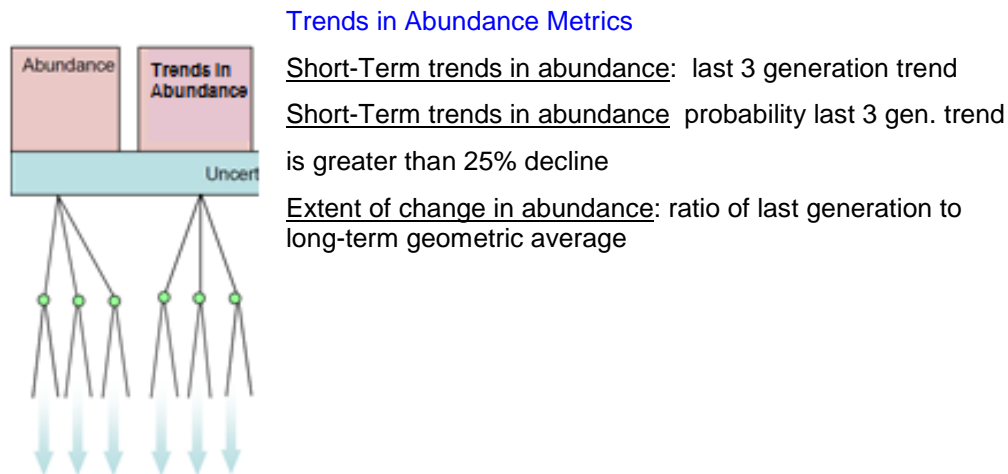 Trends in Abundance Metrics
Abundance
Trends in
Abundance
Uncert
Short-Term trends in abundance: last 3 generation trend
Short-Term trends in abundance probability last 3 gen. trend
is greater than 25% decline
Extent of change in abundance: ratio of last generation to
long-term geometric average